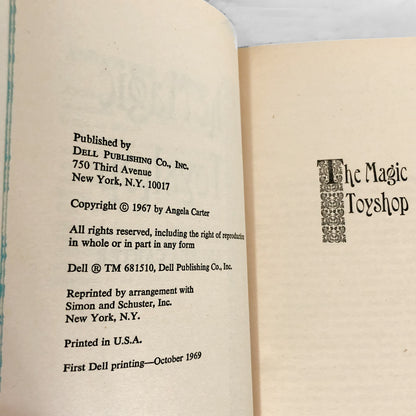 Published by
DELL PUBLISHING CO., INC.
750 Third Avenue
New York, N.Y. 10017
Copyright © 1967 by Angela Carter
All rights reserved, including the right of reproduction
in whole or in part in any form
Dell ® TM 681510, Dell Publishing Co., Inc.
Reprinted by arrangement with
Simon and Schuster, Inc.
New York, N.Y.
Printed in U.S.A.
First Dell printing—October 1969
The Magic
Toyshop